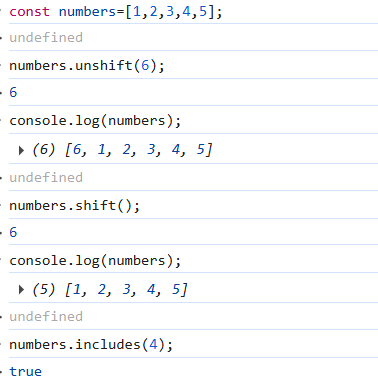 const numbers=[1,2,3,4,5];
undefined
numbers.unshift(6);
6
console.log(numbers);
(6) [6, 1, 2, 3, 4, 5]
undefined
numbers.shift();
6
console.log(numbers);
(5) [1, 2, 3, 4, 5]
undefined
numbers.includes(4);
true